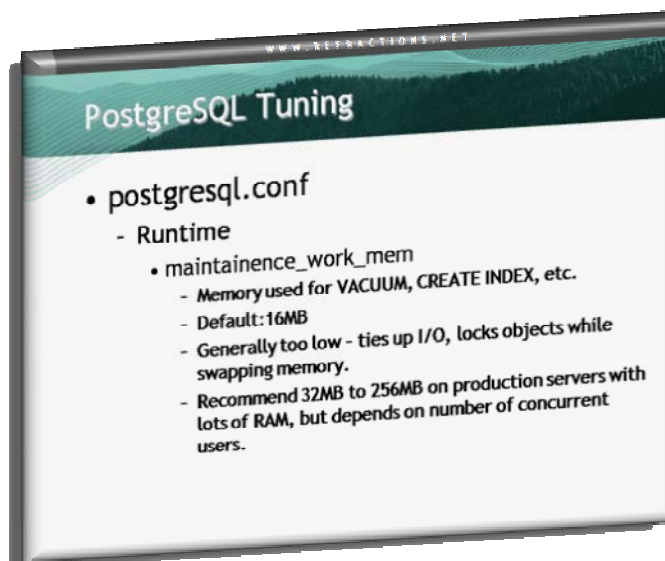 WWW.REFRACTIONS.NET
PostgreSQL Tuning
• postgresql.conf
- Runtime
• maintainence_work_mem
- Memory used for VACUUM, CREATE INDEX, etc.
- Default: 16MB
- Generally too low - ties up I/O, locks objects while
swapping memory.
- Recommend 32MB to 256MB on production servers with
lots of RAM, but depends on number of concurrent
users.